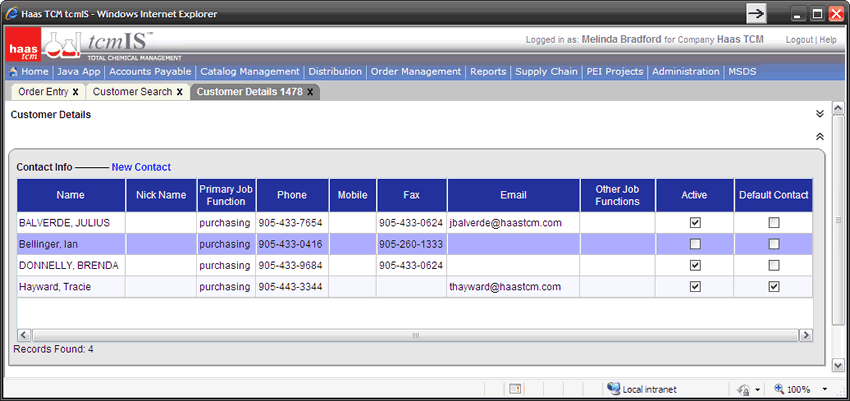 Haas TCM tcmIS - Windows Internet Explorer
haas
tcm
tcmIS™
TOTAL CHEMICAL MANAGEMENT
Logged in as: Melinda Bradford for Company Haas TCM Logout | Help
Home | Java App | Accounts Payable | Catalog Management | Distribution | Order Management | Reports | Supply Chain | PEI Projects | Administration | MSDS
Order Entry x Customer Search x Customer Details 1478 x
Customer Details
Contact Info New Contact
Name Nick Name Primary Job Function Phone Mobile Fax Email Other Job Functions Active Default Contact
BALVERDE, JULIUS purchasing 905-433-7654 905-433-0624 jbalverde@haastcm.com
Bellinger, Ian purchasing 905-433-0416 905-260-1333
DONNELLY, BRENDA purchasing 905-433-9684 905-433-0624
Hayward, Tracie purchasing 905-443-3344 thayward@haastcm.com
Records Found: 4
Local intranet 100%